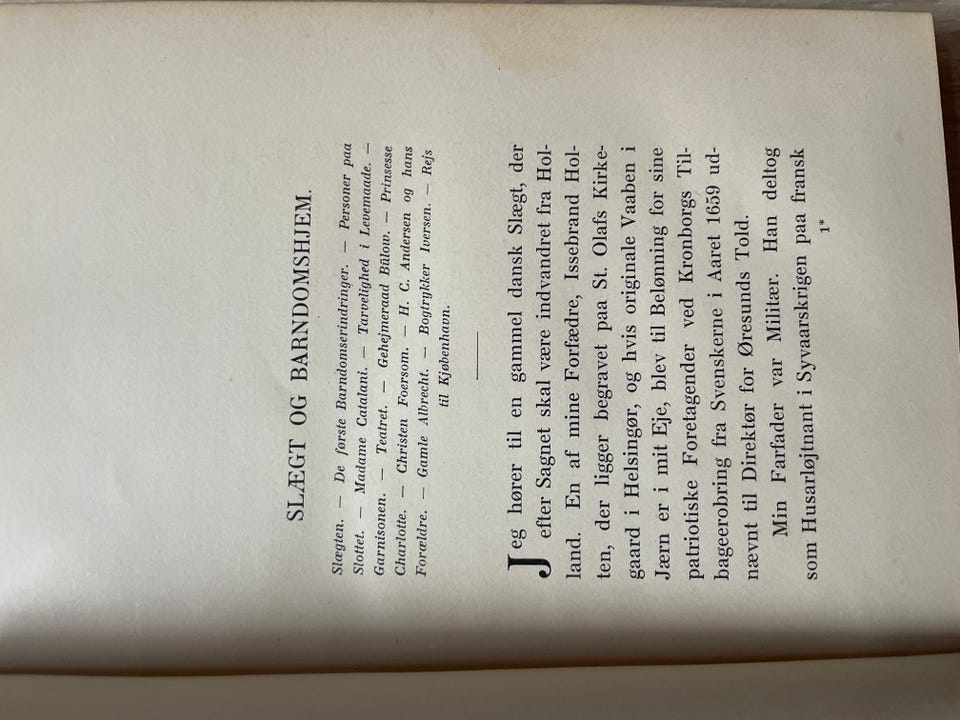 SLÆGT OG BARNDOMSHJEM.
Slægten. — De første Barndomserindringer. — Personer paa
Slottet. — Madame Catalani. — Tarvelighed i Levemaade. —
Garnisonen. — Teatret. — Gehejmeraad Bülow. — Prinsesse
Charlotte. — Christen Foersom. — H. C. Andersen og hans
Forældre. — Gamle Albrecht. — Bogtrykker Iversen. — Rejs
til Kjøbenhavn.
Jeg hører til en gammel dansk Slægt, der
efter Sagnet skal være indvandret fra Hol-
land. En af mine Forfædre, Issebrand Hol-
ten, der ligger begravet paa St. Olafs Kirke-
gaard i Helsingør, og hvis originale Vaaben i
Jærn er i mit Eje, blev til Belønning for sine
patriotiske Foretagender ved Kronborgs Til-
bageerobring fra Svenskerne i Aaret 1659 ud-
nævnt til Direktør for Øresunds Told.
Min Farfader var Militær. Han deltog
som Husarløjtnant i Syvaarskrigen paa fransk
1*